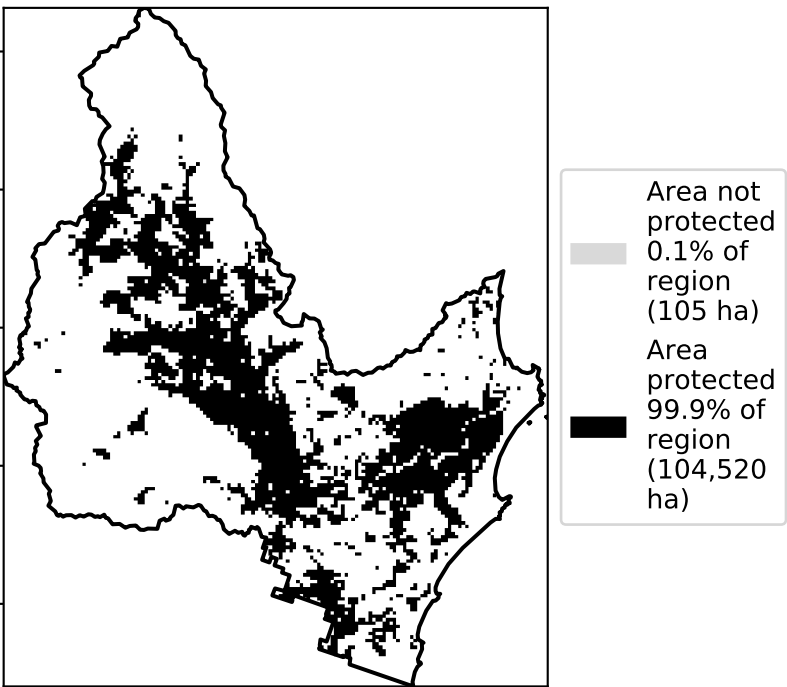 Area not
protected
0.1% of
region
(105 ha)
Area
protected
99.9% of
region
(104,520
ha)